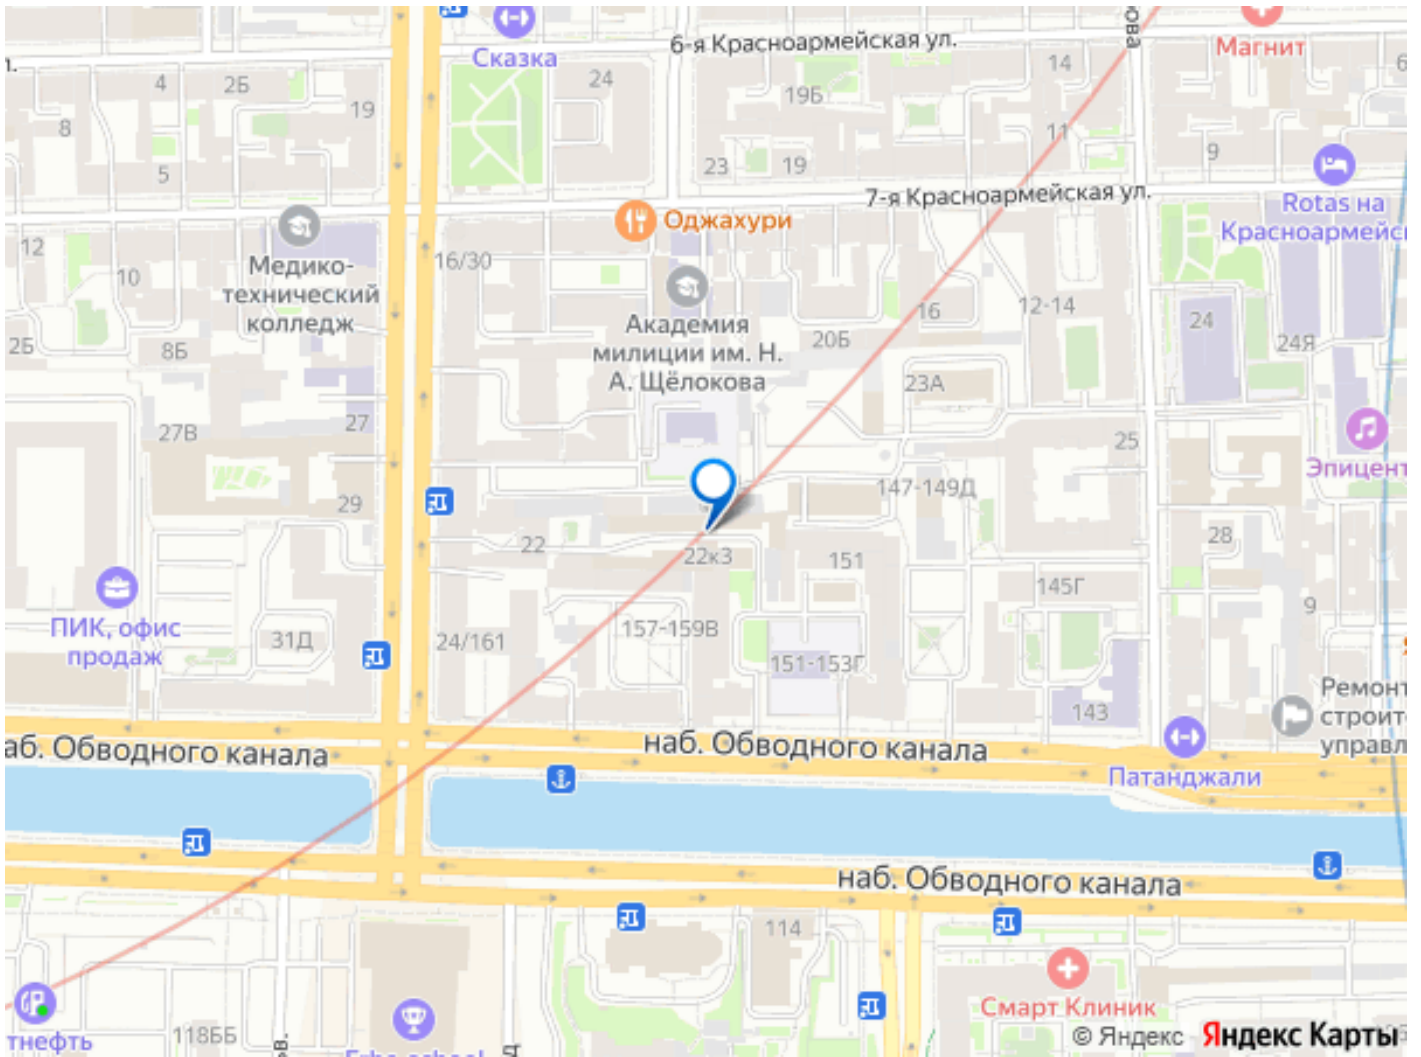 Сказка
6-я Красноармейская ул.
Магнит
4
2Б
19
8
5
24
19Б
14
11
23
19
9
7-я Красноармейская ул.
Rotas на
Красноармейс
Оджахури
Медико-
технический
колледж
12
10
2Б
8Б
16/30
Академия
милиции им. Н.
А. Щёлокова
20Б
16
12-14
24
24Я
23А
27В
27
29
25
Эпицент
147-149Д
22
22к3
151
28
145Г
9
ПИК, офис
продаж
31Д
24/161
157-159В
151-153Г
143
Ремонт
строит
управл
аб. Обводного канала
наб. Обводного канала
Патанджали
наб. Обводного канала
114
Смарт Клиник
тнефть
118ББ
© Яндекс
Яндекс Карты